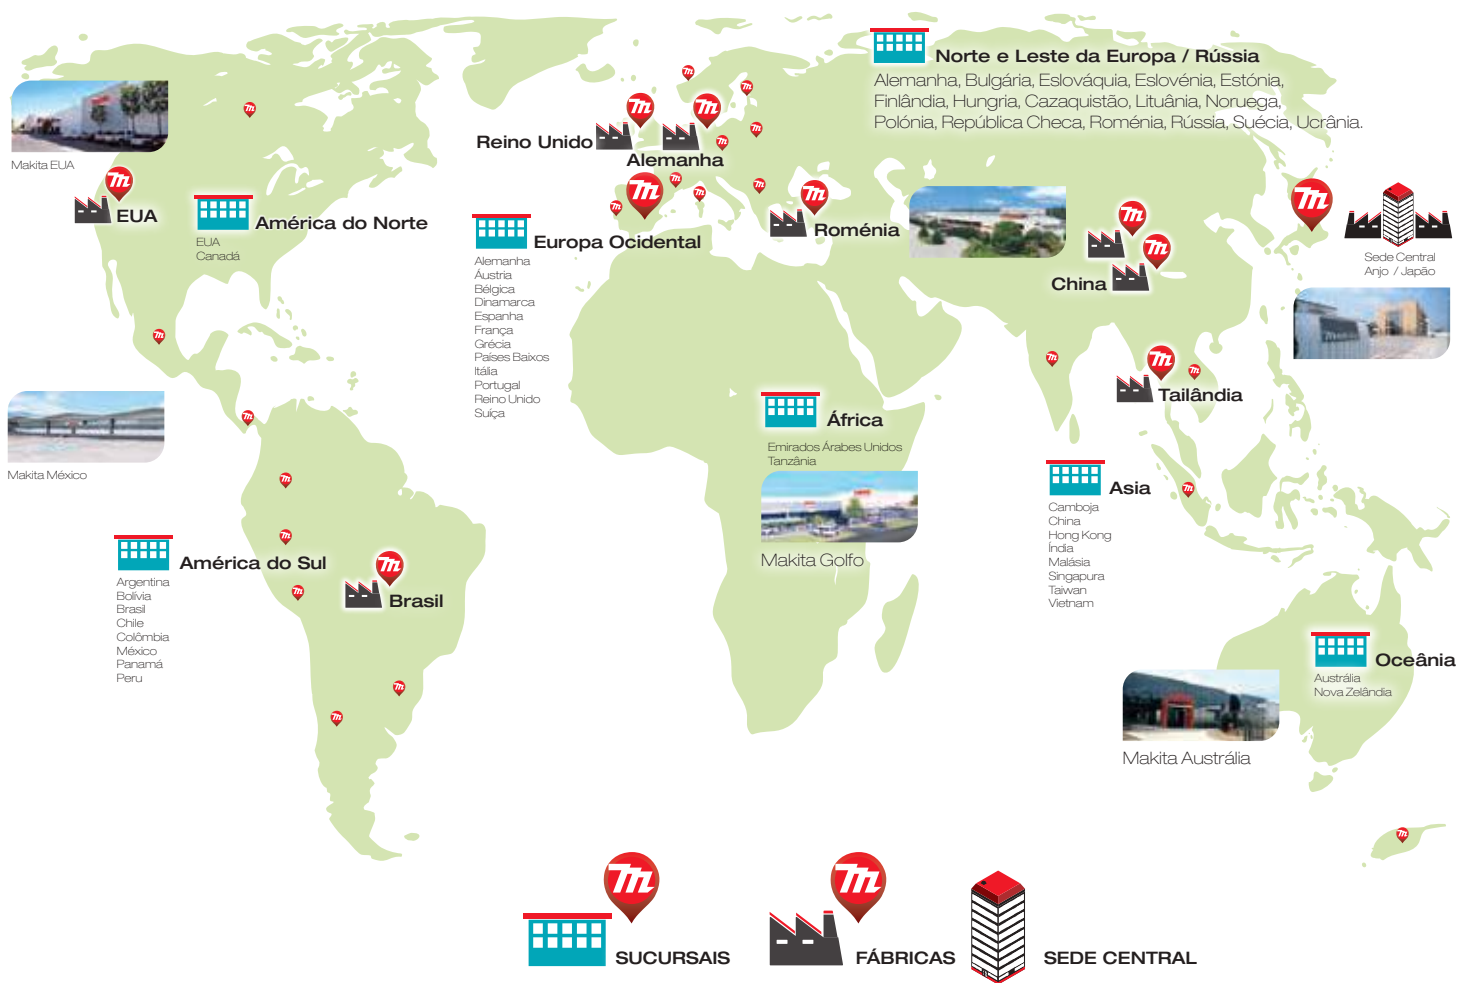 Norte e Leste da Europa / Rússia
Alemanha, Bulgária, Eslováquia, Eslovénia, Estónia,
Finlândia, Hungria, Cazaquistão, Lituânia, Noruega,
Polónia, República Checa, Roménia, Rússia, Suécia, Ucrânia.
Makita EUA
EUA
América do Norte
EUA
Canadá
Reino Unido
Alemanha
Europa Ocidental
Alemanha
Áustria
Bélgica
Dinamarca
Espanha
França
Grécia
Países Baixos
Itália
Portugal
Reino Unido
Suíça
Roménia
China
Sede Central
Anjo / Japão
Tailândia
Makita México
África
Emirados Árabes Unidos
Tanzânia
Makita Golfo
Asia
Camboja
China
Hong Kong
Índia
Malásia
Singapura
Taiwan
Vietnam
América do Sul
Argentina
Bolívia
Brasil
Chile
Colômbia
México
Panamá
Peru
Brasil
Oceânia
Austrália
Nova Zelândia
Makita Austrália
SUCURSAIS
FÁBRICAS
SEDE CENTRAL